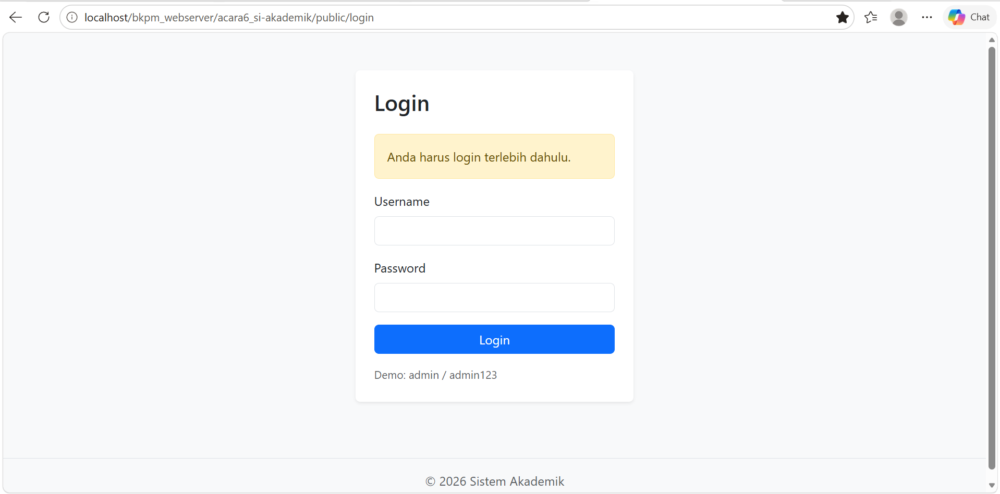 localhost/bkpm_webserver/acara6_si-akademik/public/login
Chat
Login
Anda harus login terlebih dahulu.
Username
Password
Login
Demo: admin / admin123
© 2026 Sistem Akademik